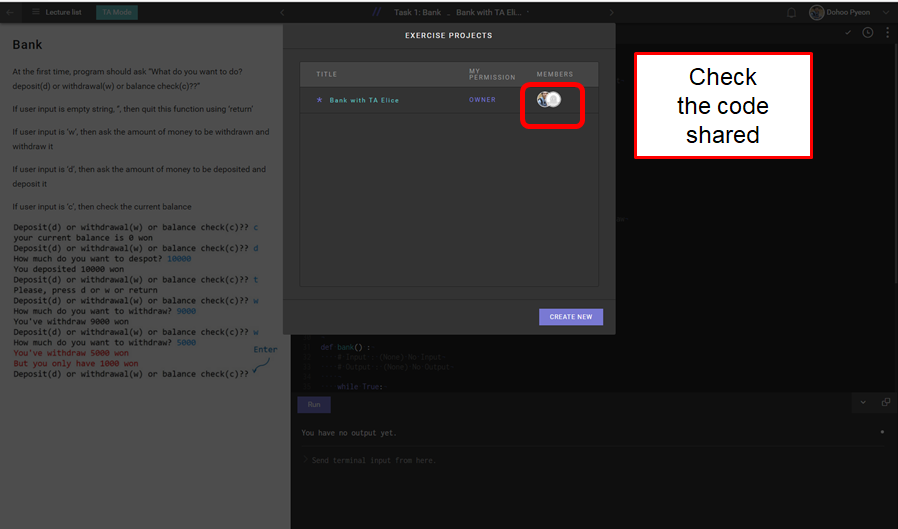 Lecture list
TA Mode
//
Task 1: Bank
Bank with TA Elic...
Dohoo Pyeon
Bank
At the first time, program should ask "What do you want to do?
deposit(d) or withdrawal(w) or balance check(c)??"
If user input is empty string, '', then quit this function using 'return'
If user input is 'w', then ask the amount of money to be withdrawn and
withdraw it
If user input is 'd', then ask the amount of money to be deposited and
deposit it
If user input is 'c', then check the current balance
Deposit(d) or withdrawal(w) or balance check(c)?? c
your current balance is 0 won
Deposit(d) or withdrawal(w) or balance check(c)?? d
How much do you want to despot? 10000
You deposited 10000 won
Deposit(d) or withdrawal(w) or balance check(c)?? t
Please, press d or w or return
Deposit(d) or withdrawal(w) or balance check(c)?? w
How much do you want to withdraw? 9000
You've withdraw 9000 won
Deposit(d) or withdrawal(w) or balance check(c)?? w
How much do you want to withdraw? 5000
You've withdraw 5000 won
But you only have 1000 won
Enter
Deposit(d) or withdrawal(w) or balance check(c)??
EXERCISE PROJECTS
TITLE
MY PERMISSION
MEMBERS
Bank with TA Elice
OWNER
CREATE NEW
Check
the code
shared
def bank() :
# Input : (None) No Input
# Output : (None) No Output
while True:
Run
You have no output yet.
> Send terminal input from here.